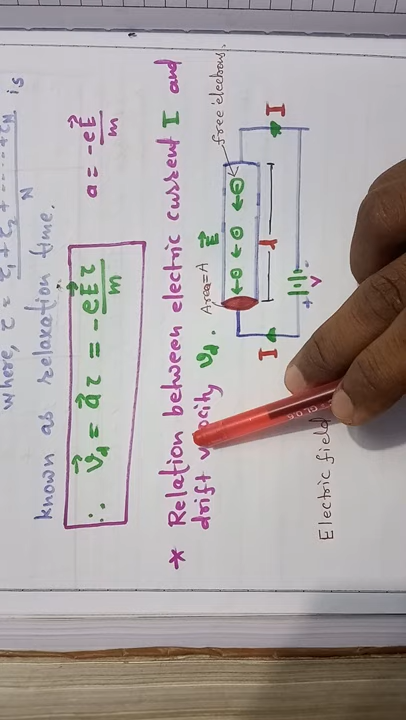 where, τ = τ₁ + τ₂ + ---- + τₙ / N is
known as relaxation time.
∴ v⃗d = a⃗τ = -eE⃗τ / m
a = -eE⃗ / m
* Relation between electric current I and
drift velocity vd.
Area = A
E⃗
free electrons.
I
I
l
+
-
V
Electric field